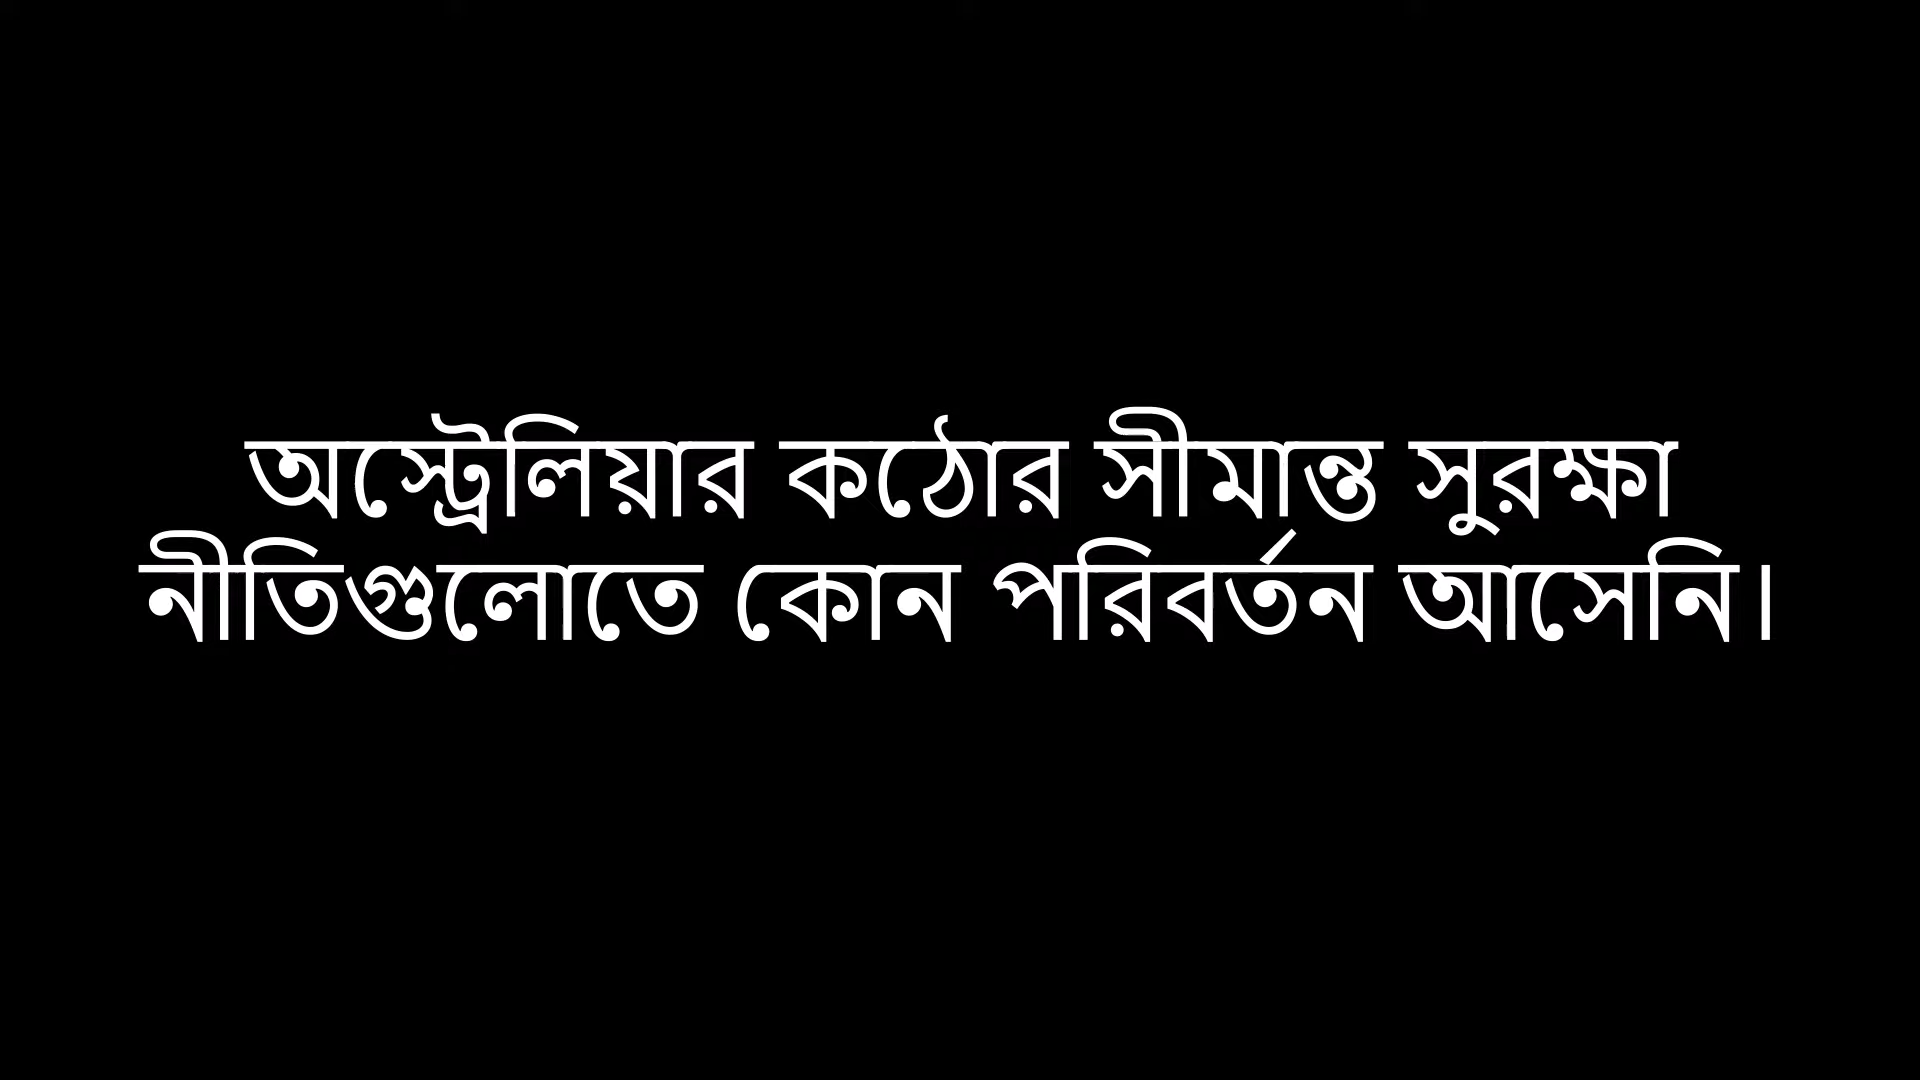 অস্ট্রেলিয়ার কঠোর সীমান্ত সুরক্ষা
নীতিগুলোতে কোন পরিবর্তন আসেনি।